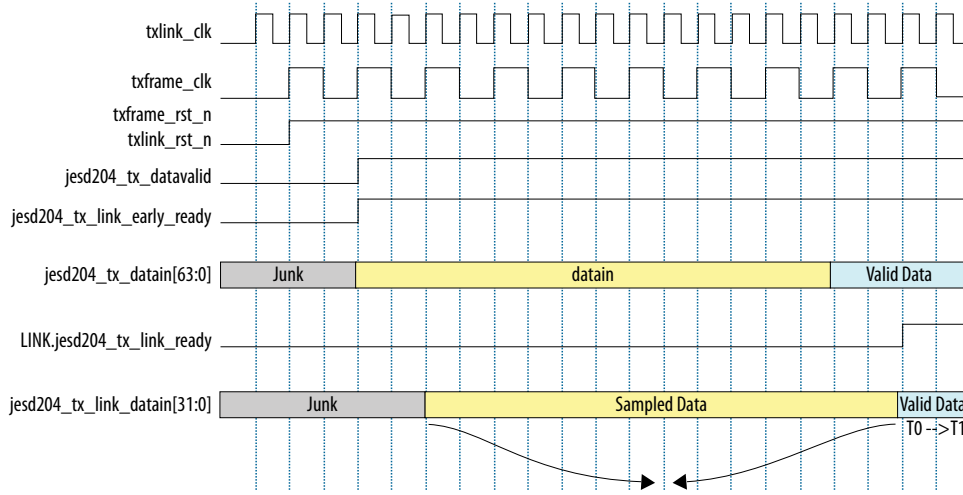 txlink_clk
txframe_clk
txframe_rst_n
txlink_rst_n
jesd204_tx_datavalid
jesd204_tx_link_early_ready
jesd204_tx_datain[63:0] Junk datain Valid Data
LINK.jesd204_tx_link_ready
jesd204_tx_link_datain[31:0] Junk Sampled Data Valid Data
T0 -->T1